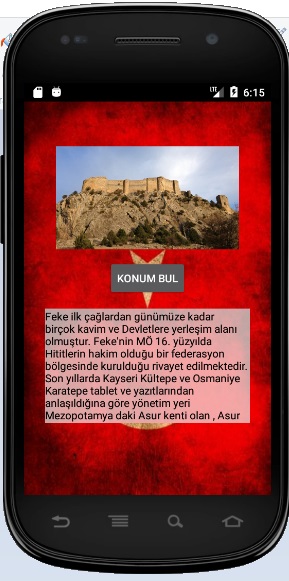 LTE 6:15
KONUM BUL
Feke ilk çağlardan günümüze kadar
birçok kavim ve Devletlere yerleşim alanı
olmuştur. Feke'nin MÖ 16. yüzyılda
Hititlerin hakim olduğu bir federasyon
bölgesinde kurulduğu rivayet edilmektedir.
Son yıllarda Kayseri Kültepe ve Osmaniye
Karatepe tablet ve yazıtlarından
anlaşıldığına göre yönetim yeri
Mezopotamya daki Asur kenti olan , Asur